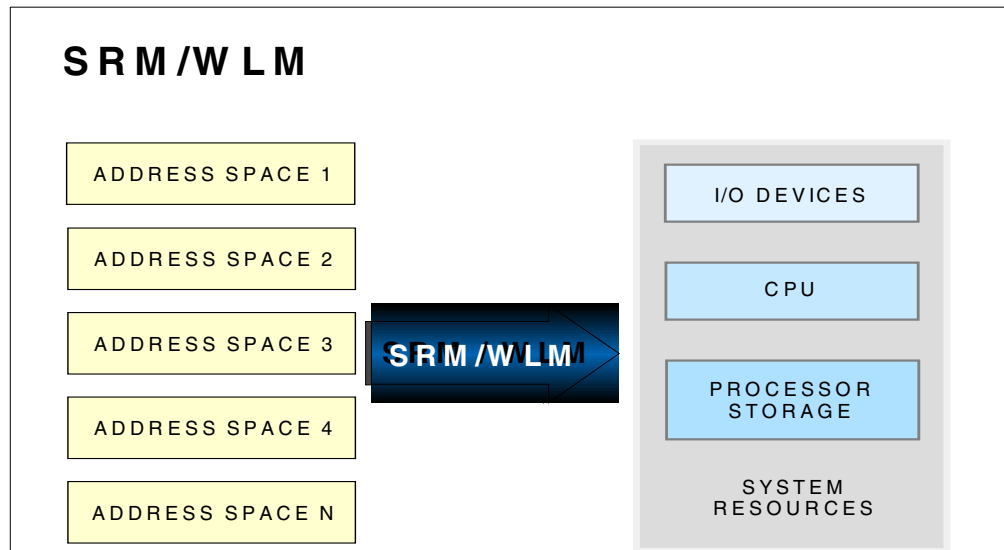 SRM/WLM
ADDRESS SPACE 1
ADDRESS SPACE 2
ADDRESS SPACE 3
ADDRESS SPACE 4
ADDRESS SPACE N
SRM/WLM
I/O DEVICES
CPU
PROCESSOR
STORAGE
SYSTEM
RESOURCES